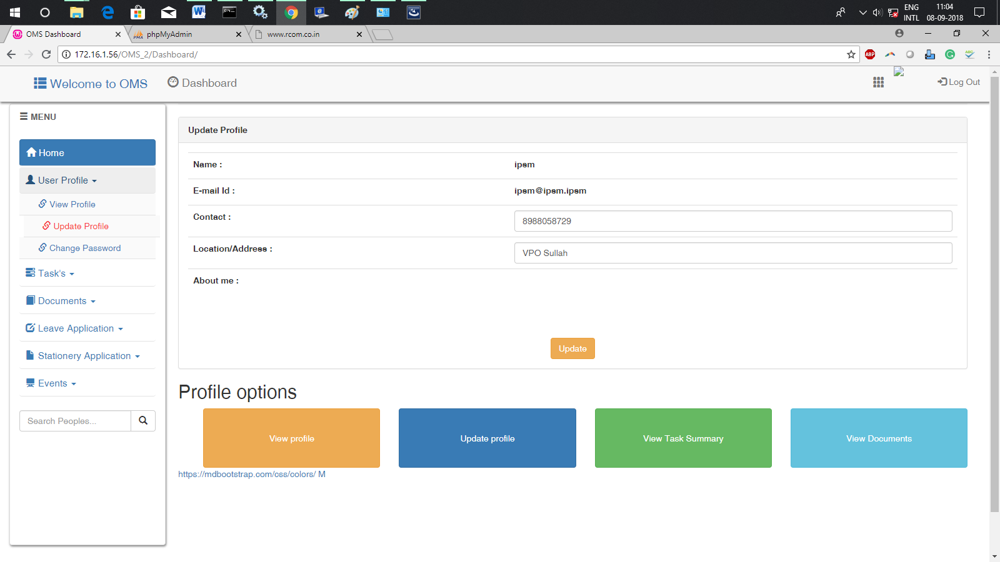 ENG
INTL
11:04
08-09-2018
OMS Dashboard
phpMyAdmin
www.rcom.co.in
172.16.1.56/OMS_2/Dashboard/
ABP
Welcome to OMS
Dashboard
Log Out
MENU
Home
User Profile
View Profile
Update Profile
Change Password
Task's
Documents
Leave Application
Stationery Application
Events
Search Peoples...
Update Profile
Name : ipsm
E-mail Id : ipsm@ipsm.ipsm
Contact : 8988058729
Location/Address : VPO Sullah
About me :
Update
Profile options
View profile
Update profile
View Task Summary
View Documents
https://mdbootstrap.com/css/colors/ M